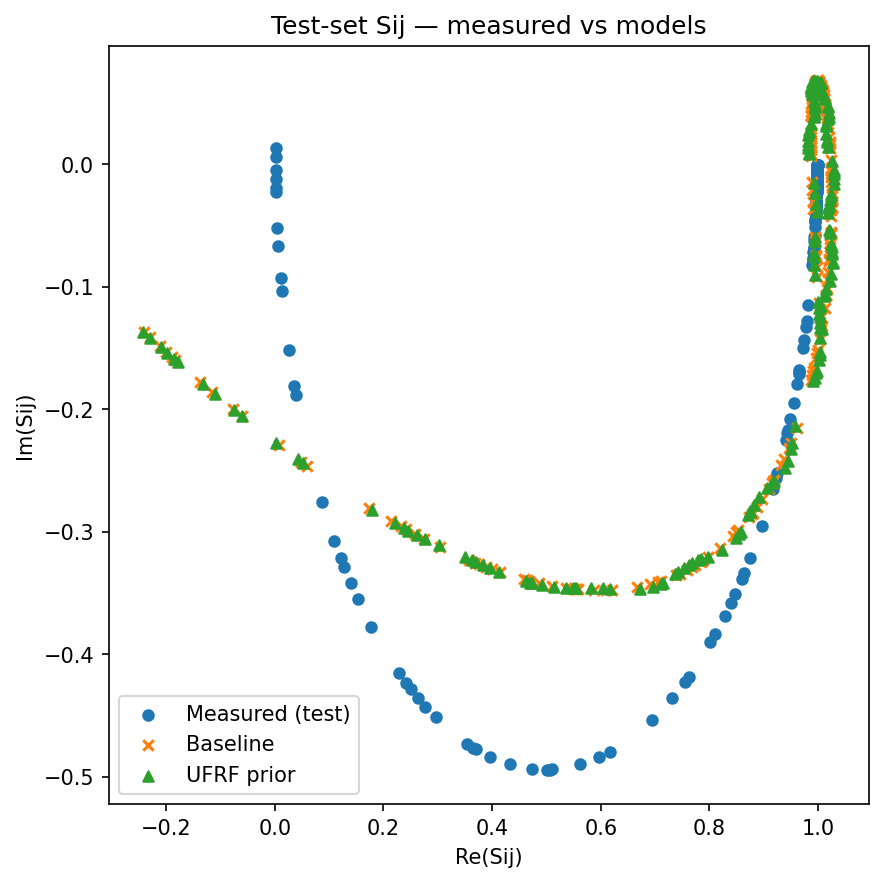 Test-set Sij — measured vs models
0.0
−0.1
−0.2
−0.3
−0.4
−0.5
Im(Sij)
Measured (test)
Baseline
UFRF prior
−0.2 0.0 0.2 0.4 0.6 0.8 1.0
Re(Sij)